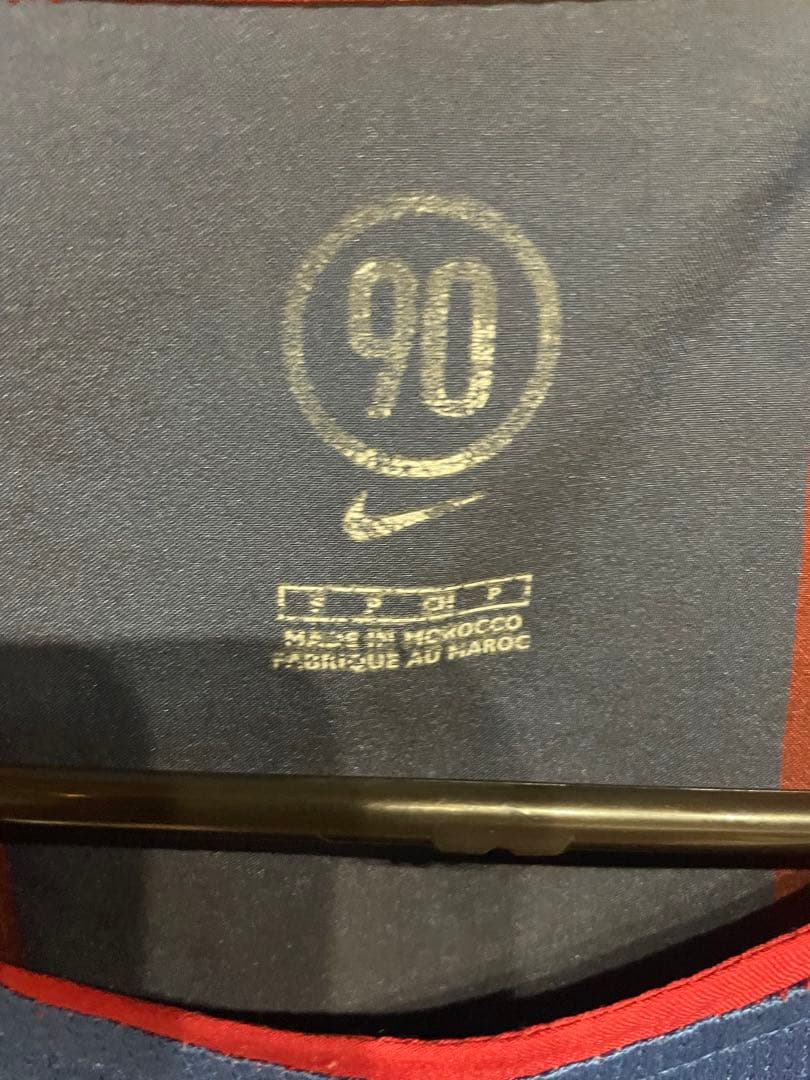 90
S P CH P
MADE IN MOROCCO
FABRIQUE AU MAROC